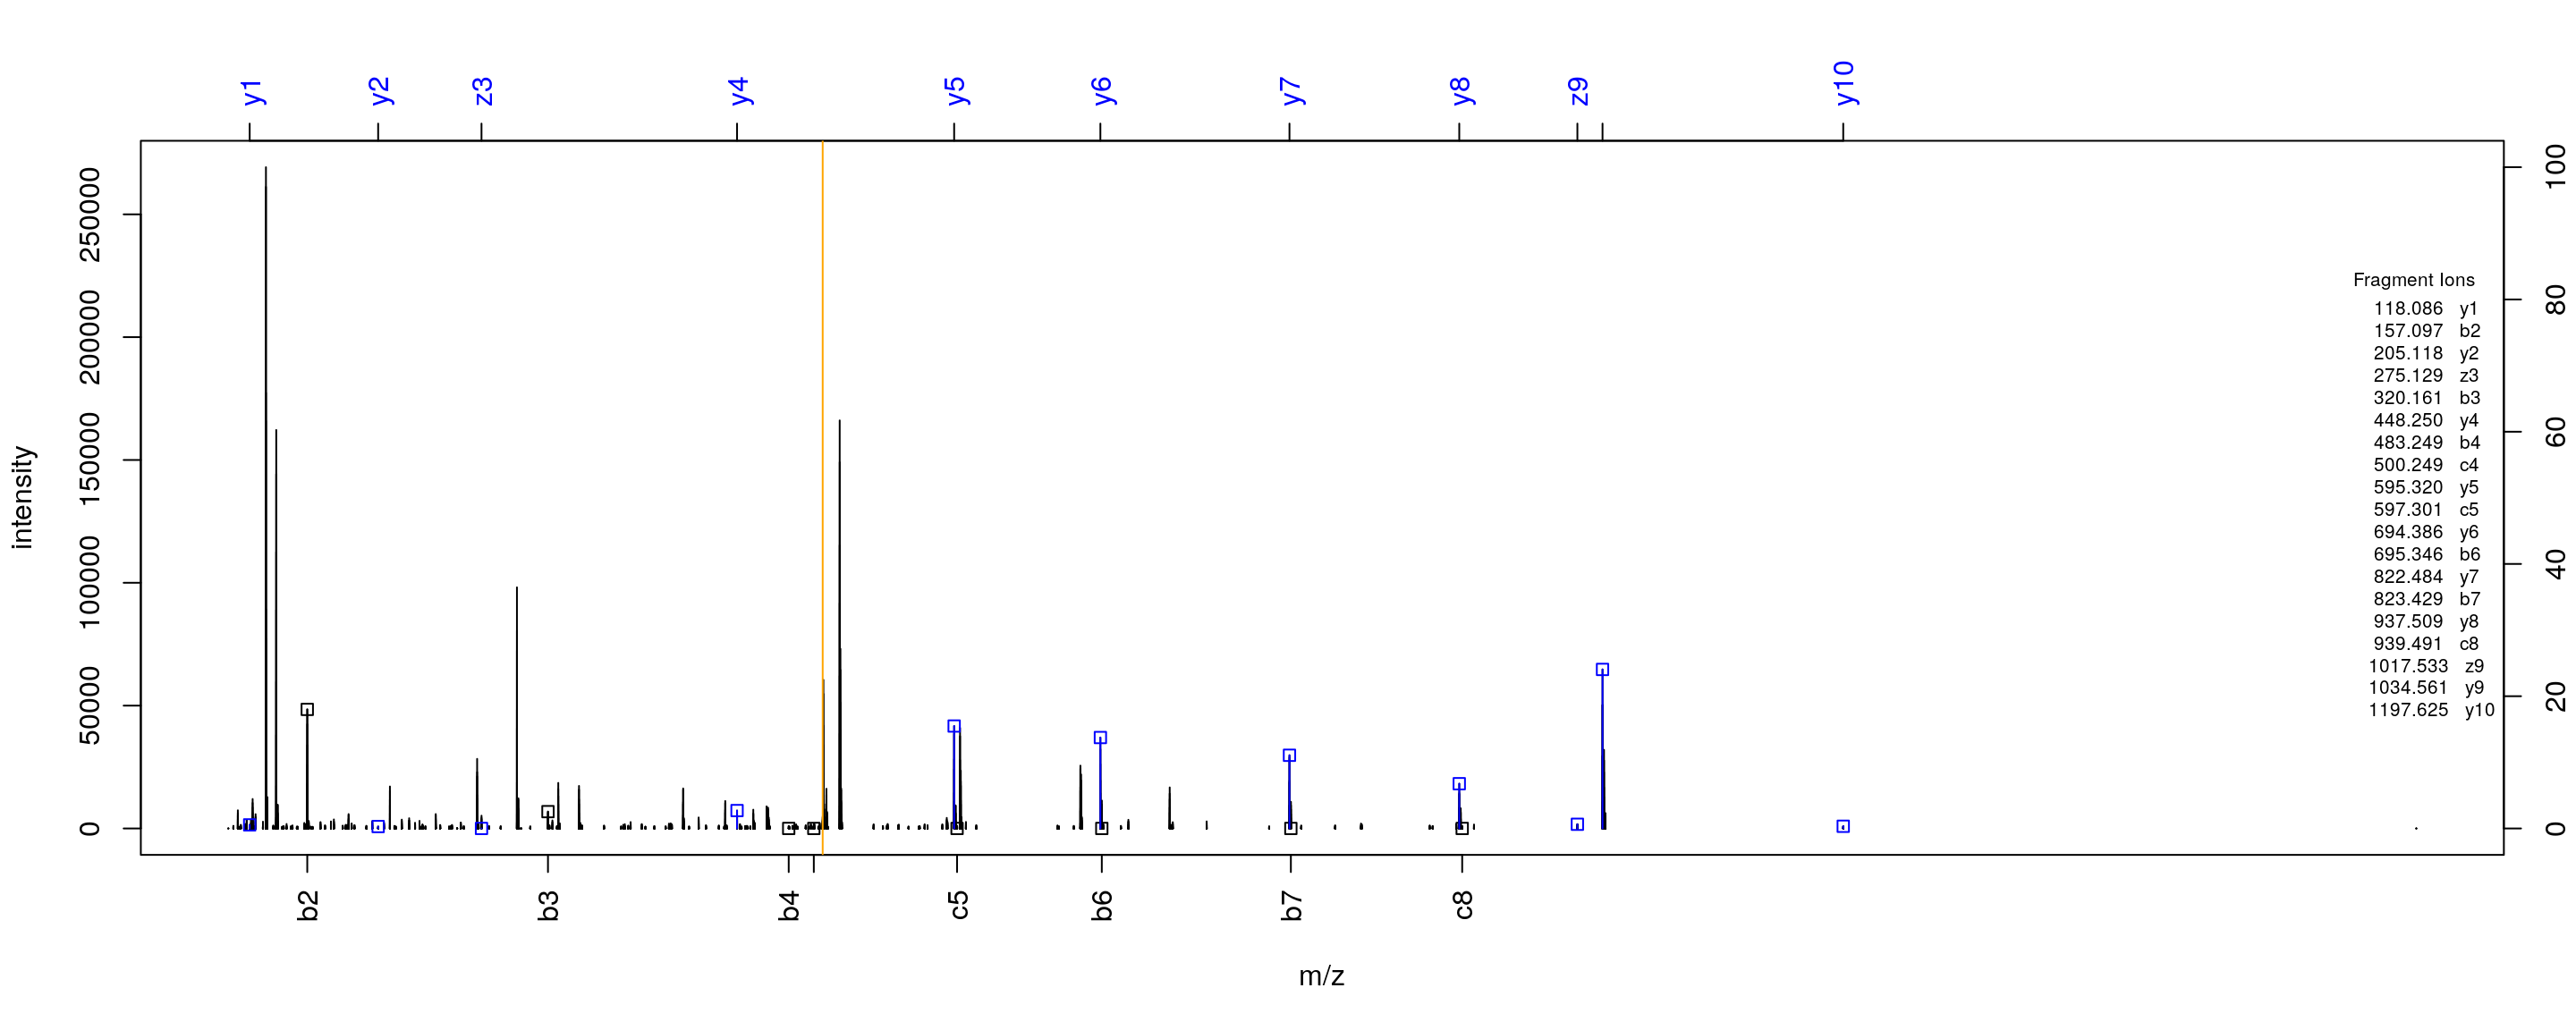 y1 y2 z3 y4 y5 y6 y7 y8 z9 y10
intensity
0 50000 100000 150000 200000 250000
0 20 40 60 80 100
Fragment Ions
118.086 y1
157.097 b2
205.118 y2
275.129 z3
320.161 b3
448.250 y4
483.249 b4
500.249 c4
595.320 y5
597.301 c5
694.386 y6
695.346 b6
822.484 y7
823.429 b7
937.509 y8
939.491 c8
1017.533 z9
1034.561 y9
1197.625 y10
b2 b3 b4 c5 b6 b7 c8
m/z